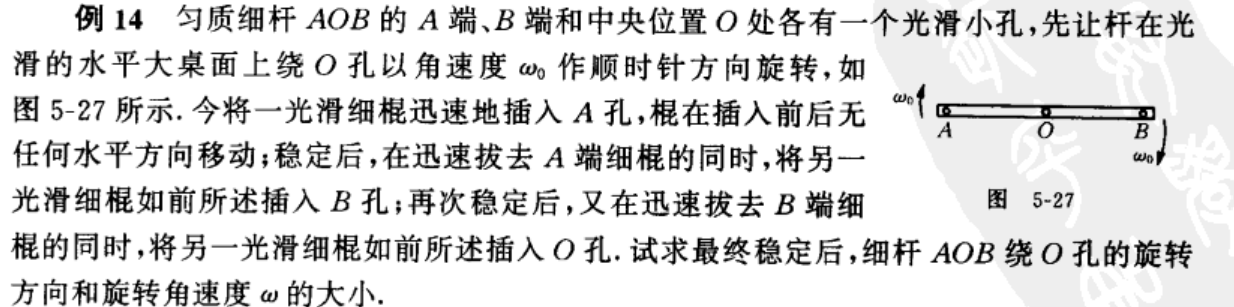 例 14 匀质细杆 AOB 的 A 端、B 端和中央位置 O 处各有一个光滑小孔,先让杆在光
滑的水平大桌面上绕 O 孔以角速度 ω₀ 作顺时针方向旋转,如
图 5-27 所示. 今将一光滑细棍迅速地插入 A 孔,棍在插入前后无
任何水平方向移动;稳定后,在迅速拔去 A 端细棍的同时,将另一
光滑细棍如前所述插入 B 孔;再次稳定后,又在迅速拔去 B 端细
棍的同时,将另一光滑细棍如前所述插入 O 孔. 试求最终稳定后,细杆 AOB 绕 O 孔的旋转
方向和旋转角速度 ω 的大小.
ω₀
A O B
ω₀
图 5-27